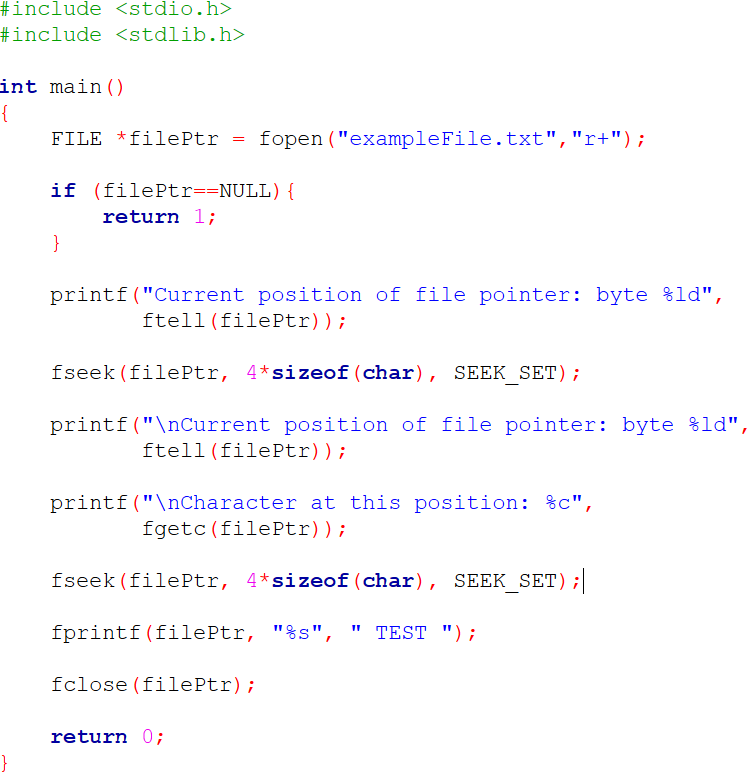 #include <stdio.h>
#include <stdlib.h>

int main()
{
    FILE *filePtr = fopen("exampleFile.txt","r+");

    if (filePtr==NULL){
        return 1;
    }

    printf("Current position of file pointer: byte %ld",
           ftell(filePtr));

    fseek(filePtr, 4*sizeof(char), SEEK_SET);

    printf("\nCurrent position of file pointer: byte %ld",
           ftell(filePtr));

    printf("\nCharacter at this position: %c",
           fgetc(filePtr));

    fseek(filePtr, 4*sizeof(char), SEEK_SET);

    fprintf(filePtr, "%s", " TEST ");

    fclose(filePtr);

    return 0;
}